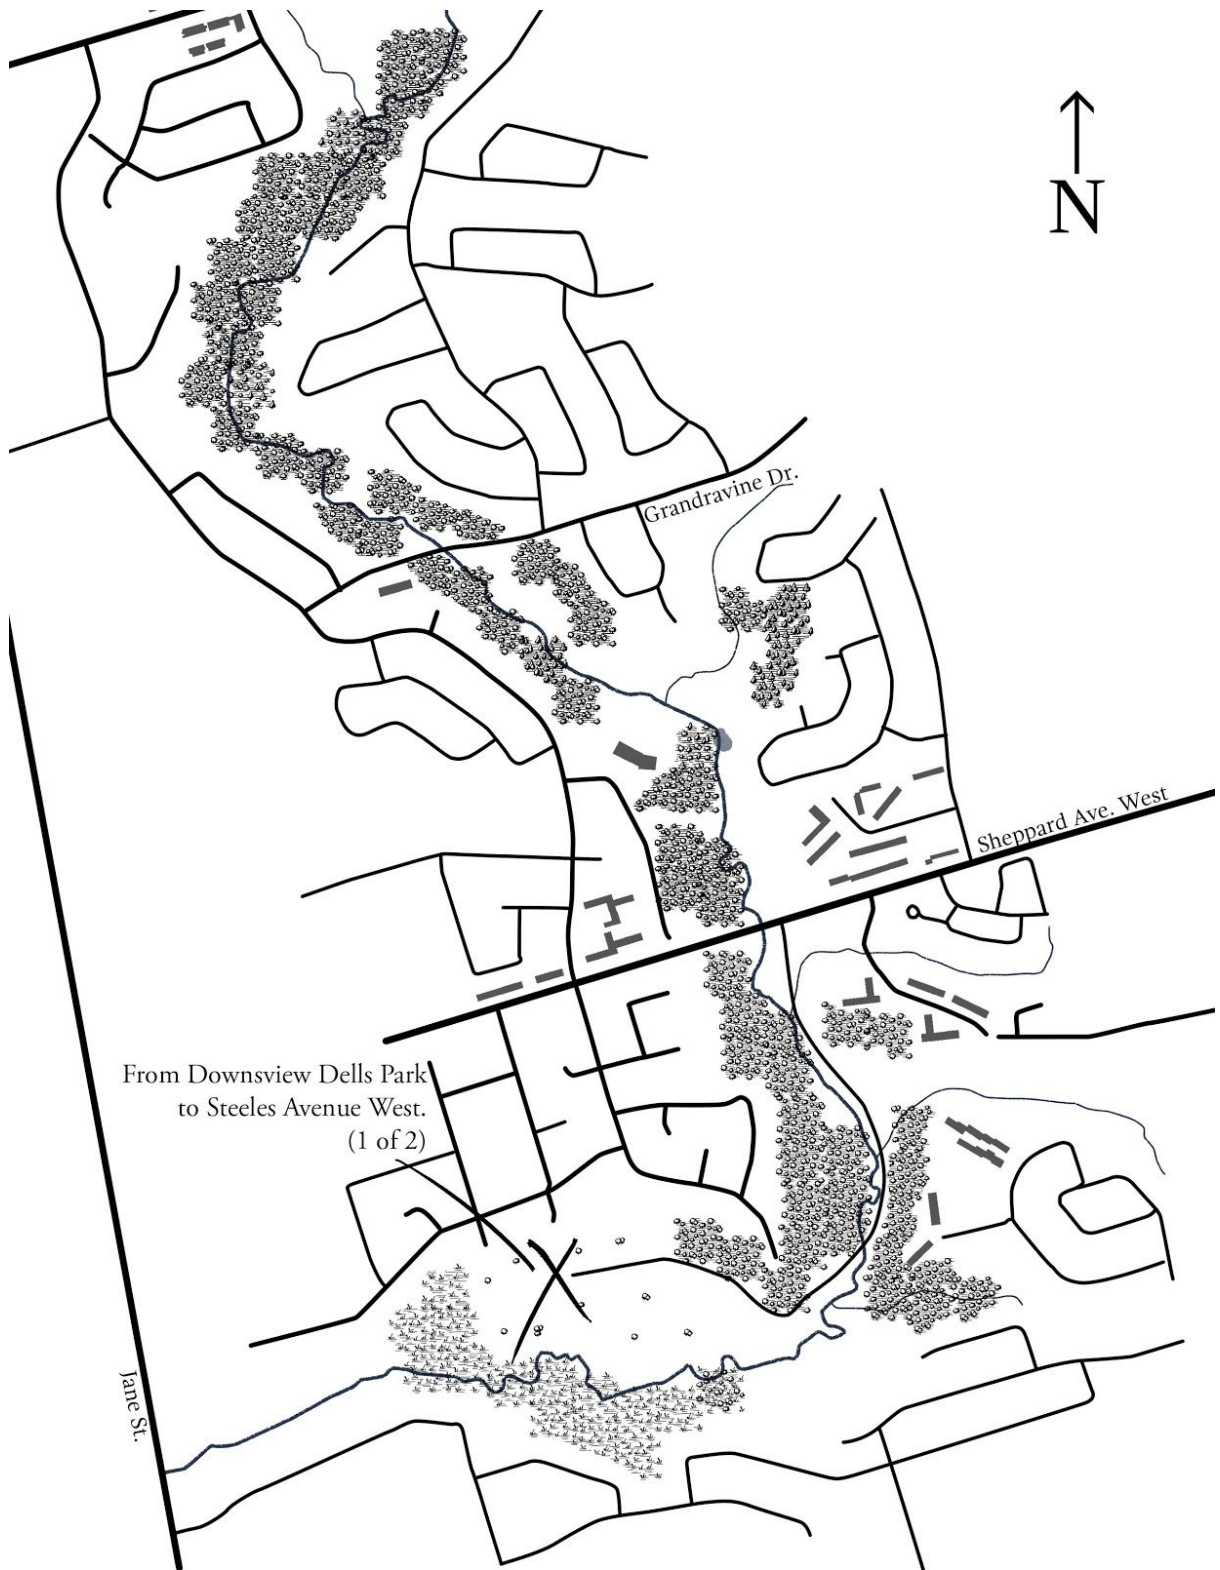 N
Grandravine Dr.
Sheppard Ave. West
From Downsview Dells Park
to Steeles Avenue West.
(1 of 2)
Jane St.